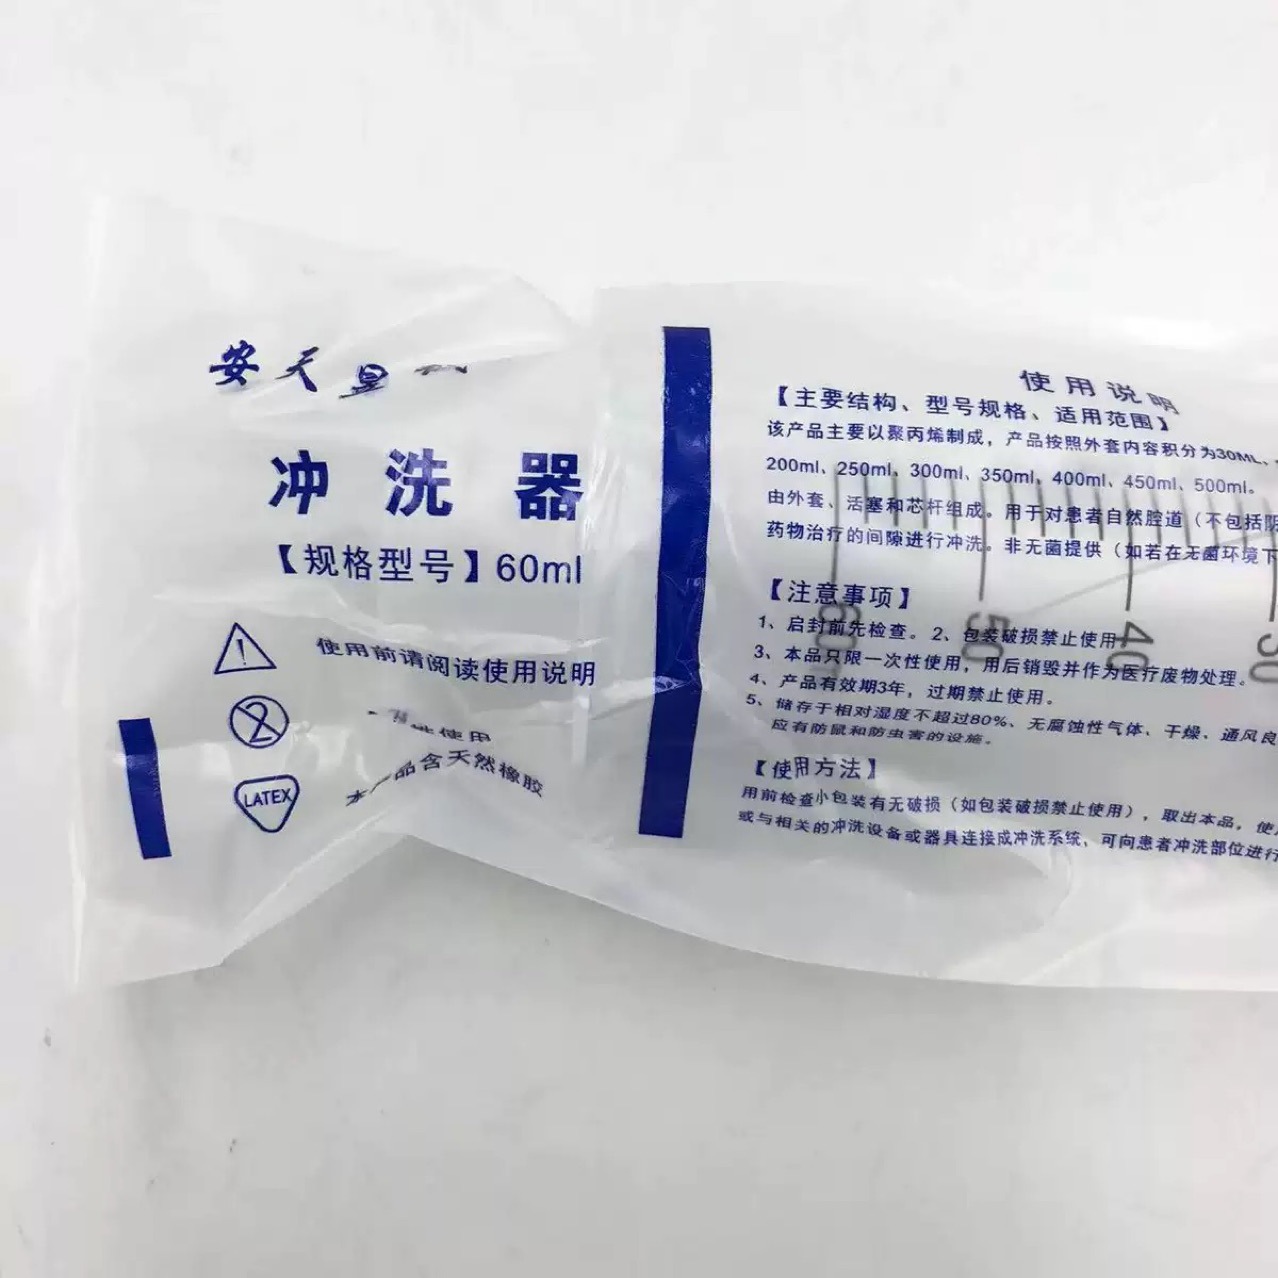 安天
冲洗器
【规格型号】60ml
使用前请阅读使用说明
性使用
本产品含天然橡胶
LATEX
使用说明
【主要结构、型号规格、适用范围】
该产品主要以聚丙烯制成，产品按照外套内容积分为30ML、
200ml、250ml、300ml、350ml、400ml、450ml、500ml。
由外套、活塞和芯杆组成。用于对患者自然腔道（不包括阴
药物治疗的间隙进行冲洗。非无菌提供（如若在无菌环境下
【注意事项】
1、启封前先检查。2、包装破损禁止使用
3、本品只限一次性使用，用后销毁并作为医疗废物处理。
4、产品有效期3年，过期禁止使用。
5、储存于相对湿度不超过80%、无腐蚀性气体、干燥、通风良
应有防鼠和防虫害的设施。
【使用方法】
用前检查小包装有无破损（如包装破损禁止使用），取出本品，使
或与相关的冲洗设备或器具连接成冲洗系统，可向患者冲洗部位进行
60
50
40
30